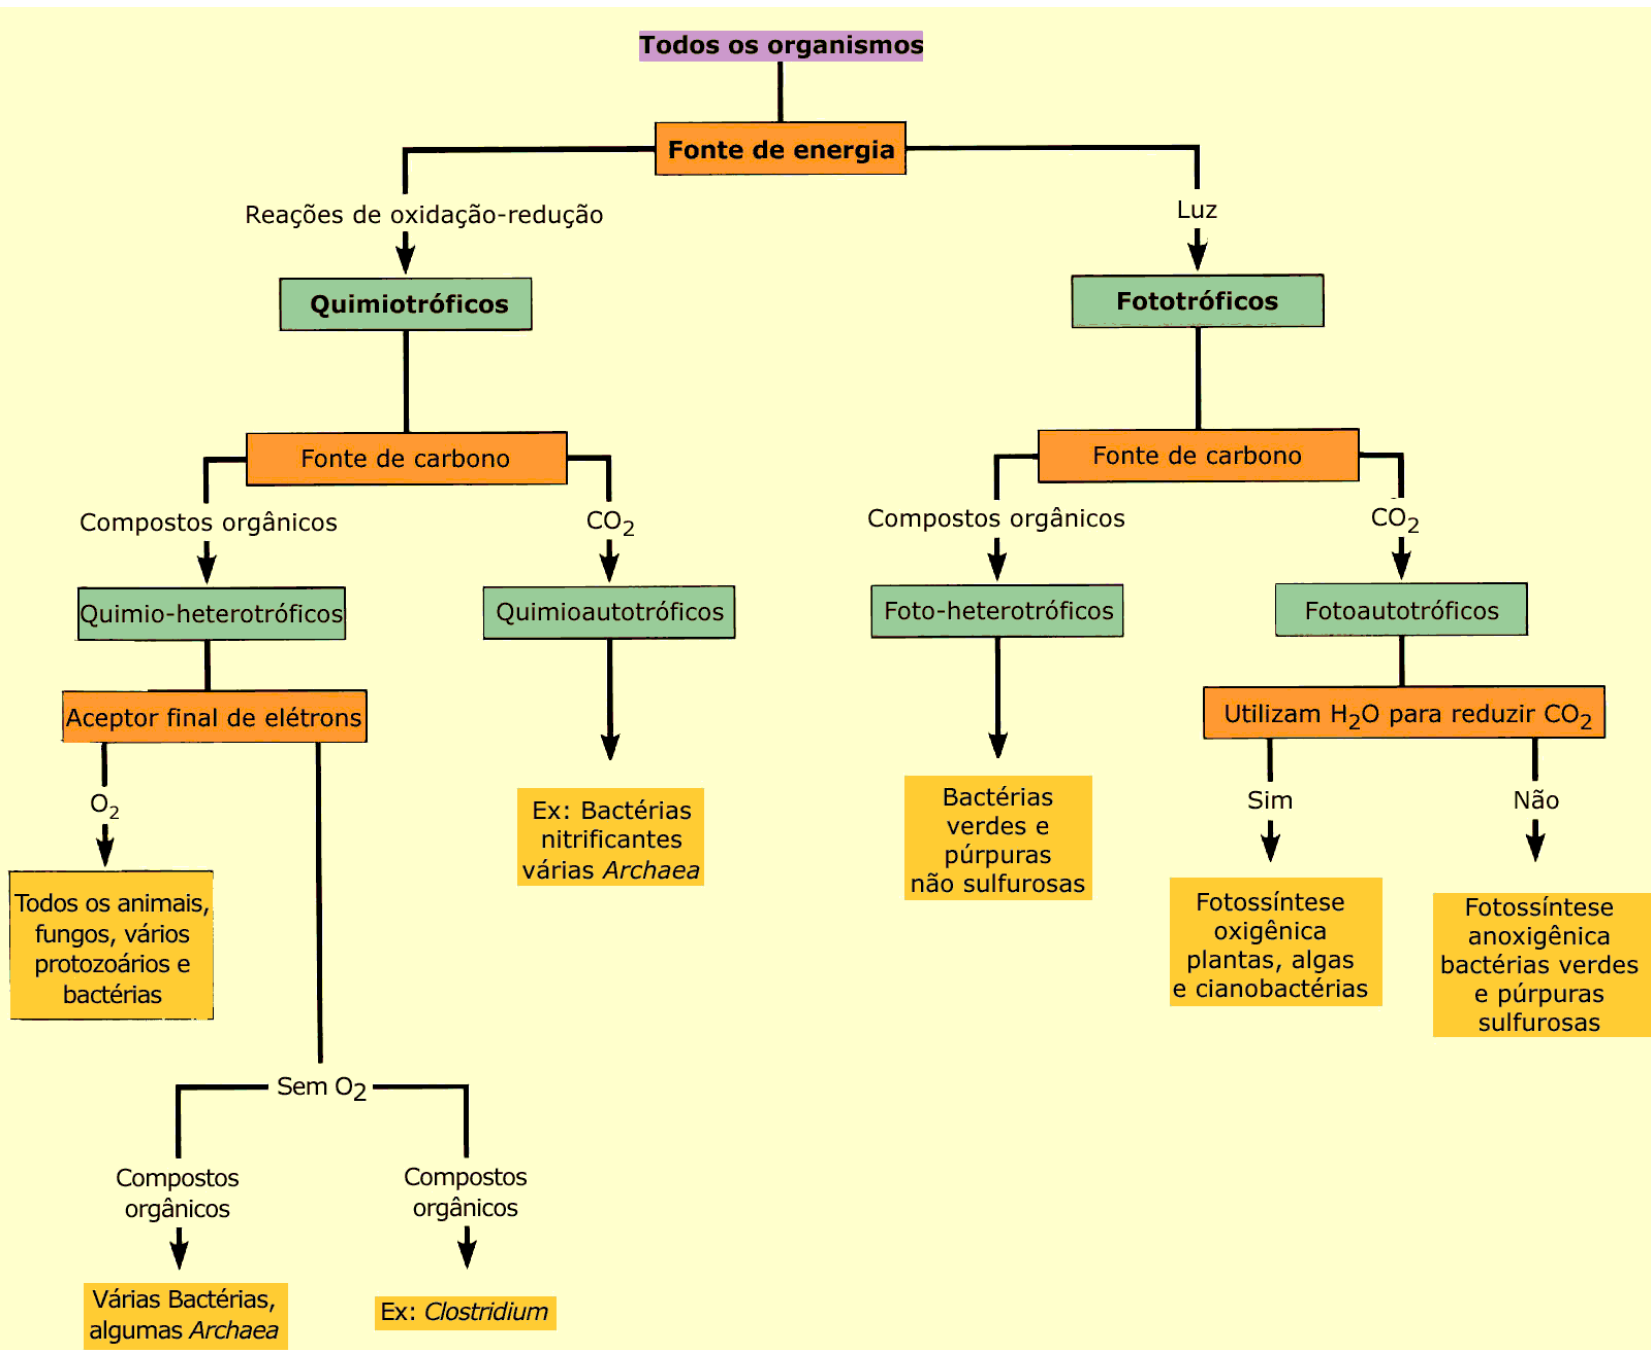 Todos os organismos
Fonte de energia
Reações de oxidação-redução
Luz
Quimiotróficos
Fototróficos
Fonte de carbono
Fonte de carbono
Compostos orgânicos
CO₂
Compostos orgânicos
CO₂
Quimio-heterotróficos
Quimioautotróficos
Foto-heterotróficos
Fotoautotróficos
Aceptor final de elétrons
Utilizam H₂O para reduzir CO₂
O₂
Sim
Não
Ex: Bactérias
nitrificantes
várias Archaea
Bactérias
verdes e
púrpuras
não sulfurosas
Todos os animais,
fungos, vários
protozoários e
bactérias
Fotossíntese
oxigênica
plantas, algas
e cianobactérias
Fotossíntese
anoxigênica
bactérias verdes
e púrpuras
sulfurosas
Sem O₂
Compostos
orgânicos
Compostos
orgânicos
Várias Bactérias,
algumas Archaea
Ex: Clostridium